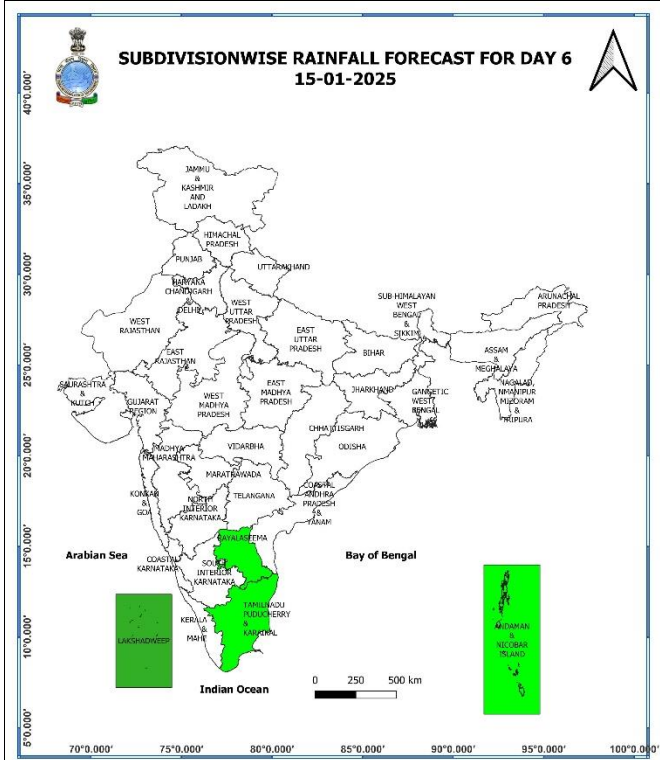 SUBDIVISIONWISE RAINFALL FORECAST FOR DAY 6
15-01-2025
40°0.000'
35°0.000'
30°0.000'
25°0.000'
20°0.000'
15°0.000'
10°0.000'
5°0.000'
JAMMU
&
KASHMIR
AND
LADAKH
HIMACHAL
PRADESH
PUNJAB
UTTARAKHAND
HARYANA
CHANDIGARH
&
DELHI
WEST
RAJASTHAN
WEST
UTTAR
PRADESH
EAST
UTTAR
PRADESH
SUB HIMALAYAN
WEST
BENGAL
&
SIKKIM
ARUNACHAL
PRADESH
EAST
RAJASTHAN
BIHAR
ASSAM
&
MEGHALAYA
SAURASHTRA
&
KUTCH
GUJARAT
REGION
WEST
MADHYA
PRADESH
EAST
MADHYA
PRADESH
JHARKHAND
GANGETIC
WEST
BENGAL
NAGALAD,
NMANIPUR
MIZORAM
&
TRIPURA
CHHATTISGARH
ODISHA
MADHYA
MAHARASHTRA
VIDARBHA
MARATHWADA
KONKAN
&
GOA
NORTH
INTERIOR
KARNATAKA
TELANGANA
COASTAL
ANDHRA
PRADESH
&
YANAM
RAYALASEEMA
Arabian Sea
Bay of Bengal
COASTAL
KARNATAKA
SOUTH
INTERIOR
KARNATAKA
TAMILNADU
PUDUCHERRY
&
KARAIKAL
KERALA
&
MAHE
LAKSHADWEEP
ANDAMAN
&
NICOBAR
ISLAND
Indian Ocean
0 250 500 km
70°0.000' 75°0.000' 80°0.000' 85°0.000' 90°0.000' 95°0.000' 100°0.000'